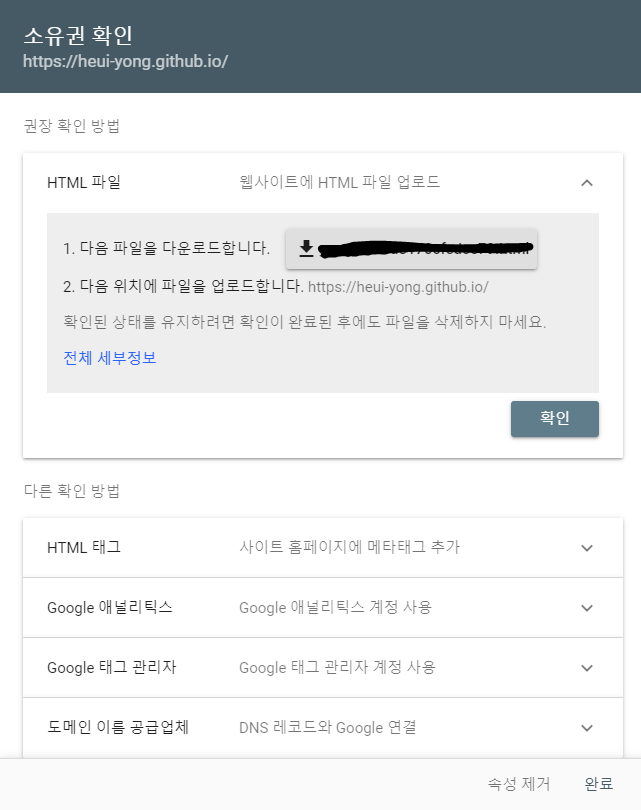 소유권 확인
https://heui-yong.github.io/
권장 확인 방법
HTML 파일 웹사이트에 HTML 파일 업로드
1. 다음 파일을 다운로드합니다.
2. 다음 위치에 파일을 업로드합니다. https://heui-yong.github.io/
확인된 상태를 유지하려면 확인이 완료된 후에도 파일을 삭제하지 마세요.
전체 세부정보
확인
다른 확인 방법
HTML 태그 사이트 홈페이지에 메타태그 추가
Google 애널리틱스 Google 애널리틱스 계정 사용
Google 태그 관리자 Google 태그 관리자 계정 사용
도메인 이름 공급업체 DNS 레코드와 Google 연결
속성 제거 완료